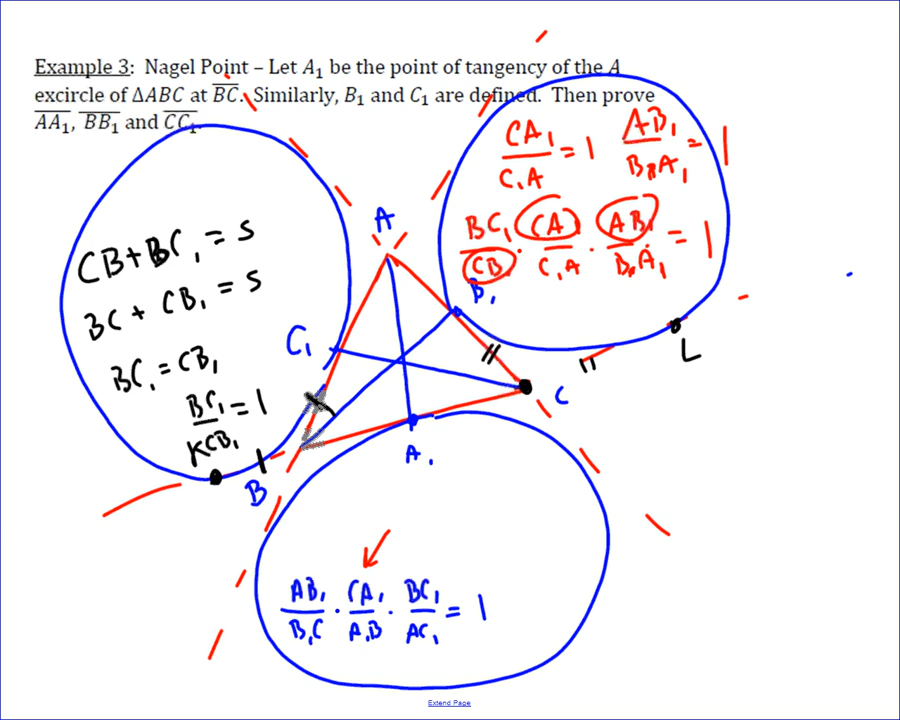 Example 3: Nagel Point – Let A₁ be the point of tangency of the A
excircle of ΔABC at BC. Similarly, B₁ and C₁ are defined. Then prove
AA₁, BB₁ and CC₁.
CA₁/C₁A = 1 AB₁/B₁A₁ = 1
BC₁/CB₁ · CA₁/C₁A · AB₁/B₁A₁ = 1
CB + BC₁ = s
BC + CB₁ = s
BC₁ = CB₁
BC₁/CB₁ = 1
A
B₁
C₁
L
C
A₁
B
AB₁/B₁C · CA₁/A₁B · BC₁/AC₁ = 1
Extend Page